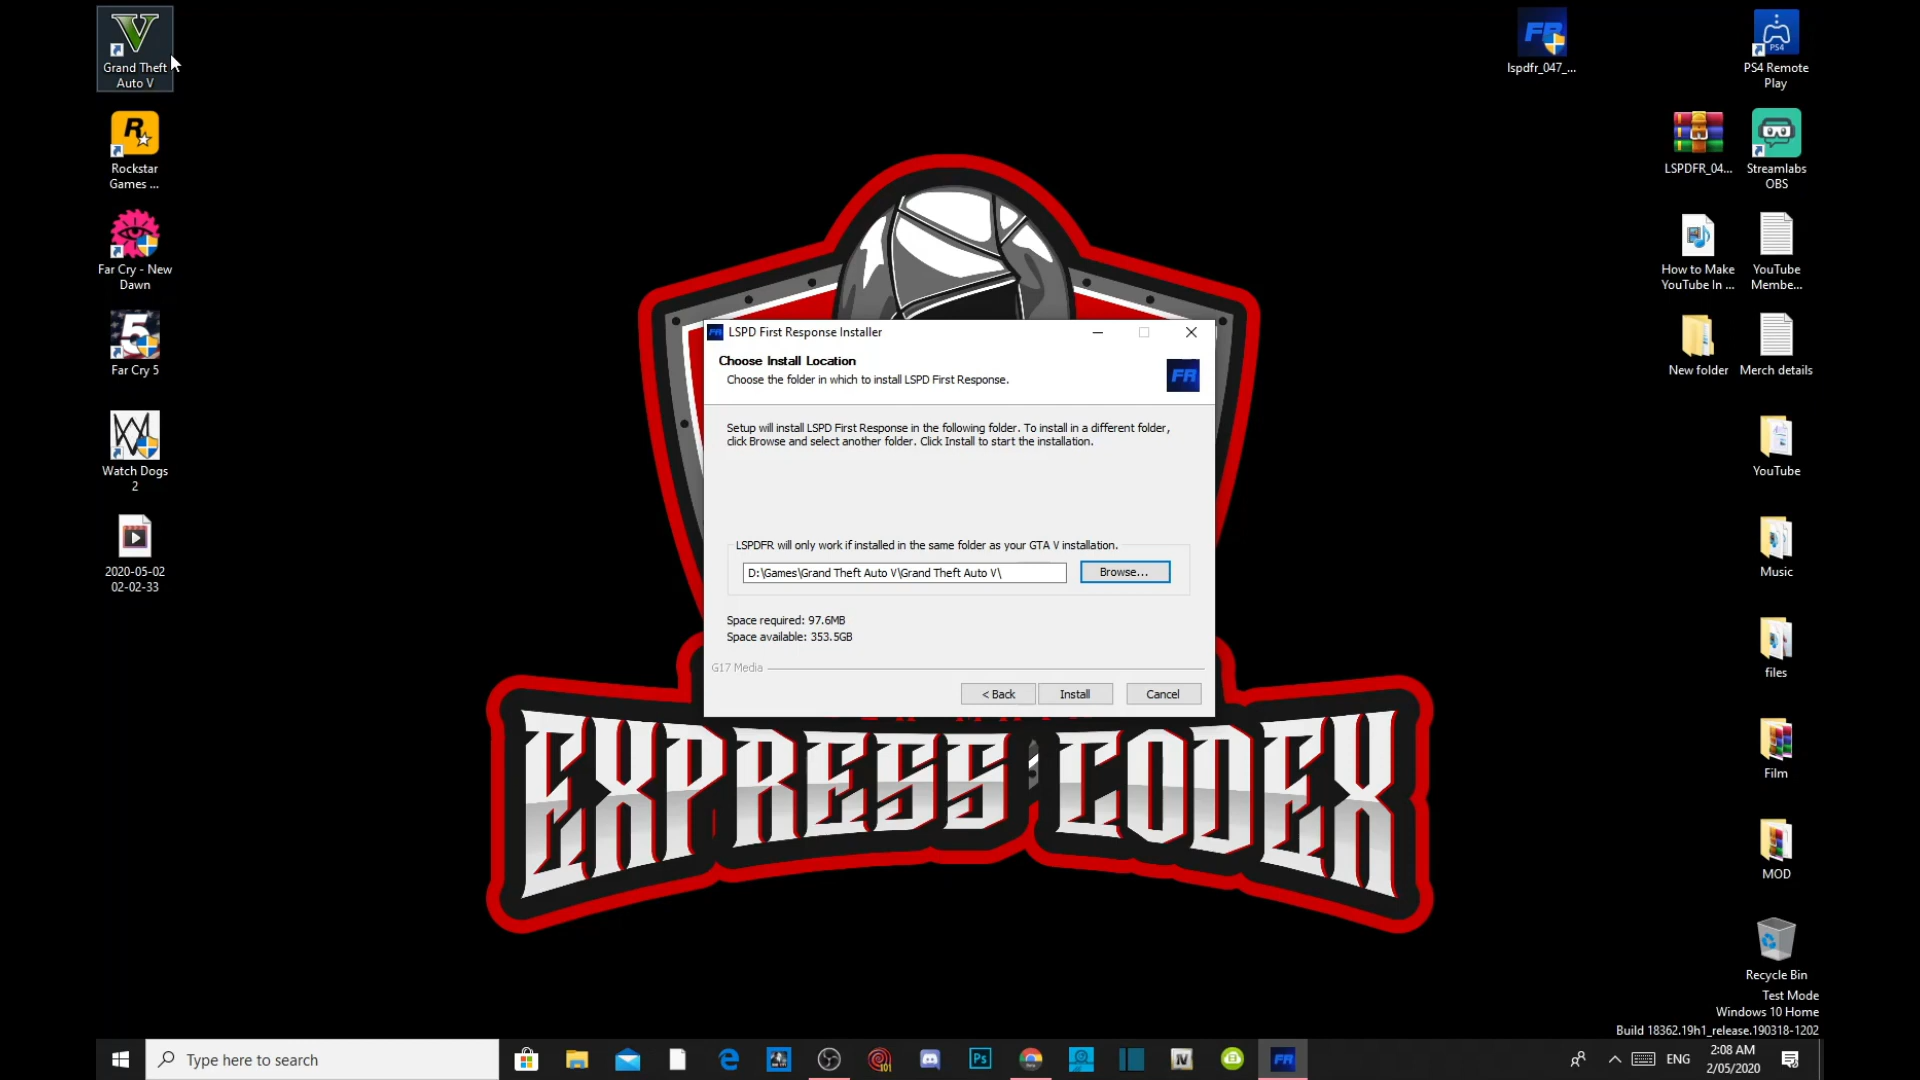 Grand Theft
Auto V
Rockstar
Games ...
Far Cry - New
Dawn
Far Cry 5
Watch Dogs
2
2020-05-02
02-02-33
lspdfr_047_...
PS4 Remote
Play
LSPDFR_04...
Streamlabs
OBS
How to Make
YouTube In ...
YouTube
Membe...
New folder
Merch details
YouTube
Music
files
Film
MOD
Recycle Bin
LSPD First Response Installer
Choose Install Location
Choose the folder in which to install LSPD First Response.
FR
Setup will install LSPD First Response in the following folder. To install in a different folder,
click Browse and select another folder. Click Install to start the installation.
LSPDFR will only work if installed in the same folder as your GTA V installation.
D:\Games\Grand Theft Auto V\Grand Theft Auto V\
Browse...
Space required: 97.6MB
Space available: 353.5GB
G17 Media
< Back
Install
Cancel
EXPRESS CODEX
Test Mode
Windows 10 Home
Build 18362.19h1_release.190318-1202
Type here to search
Ps
IV
FR
ENG
2:08 AM
2/05/2020